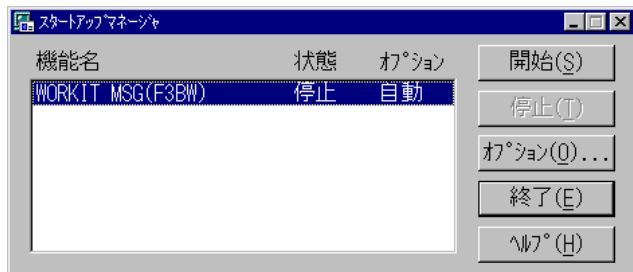 ｽﾀｰﾄｱｯﾌﾟﾏﾈｰｼﾞｬ
機能名 状態 ｵﾌﾟｼｮﾝ
WORKIT MSG(F3BW) 停止 自動
開始(S)
停止(T)
ｵﾌﾟｼｮﾝ(O)...
終了(E)
ﾍﾙﾌﾟ(H)